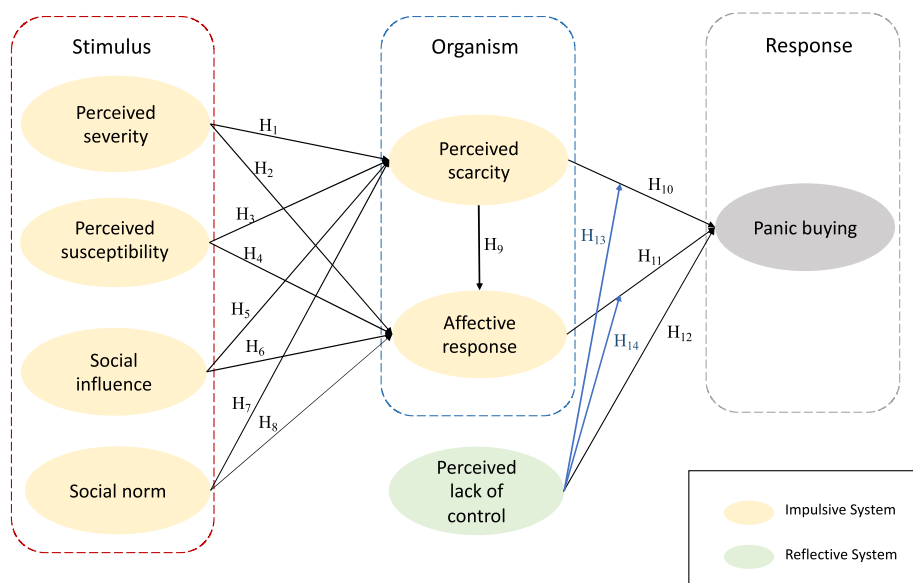 Stimulus
Organism
Response
Perceived
severity
Perceived
susceptibility
Social
influence
Social norm
H1
H2
H3
H4
H5
H6
H7
H8
Perceived
scarcity
H9
Affective
response
Perceived
lack of
control
H10
H13
H11
H14
H12
Panic buying
Impulsive System
Reflective System